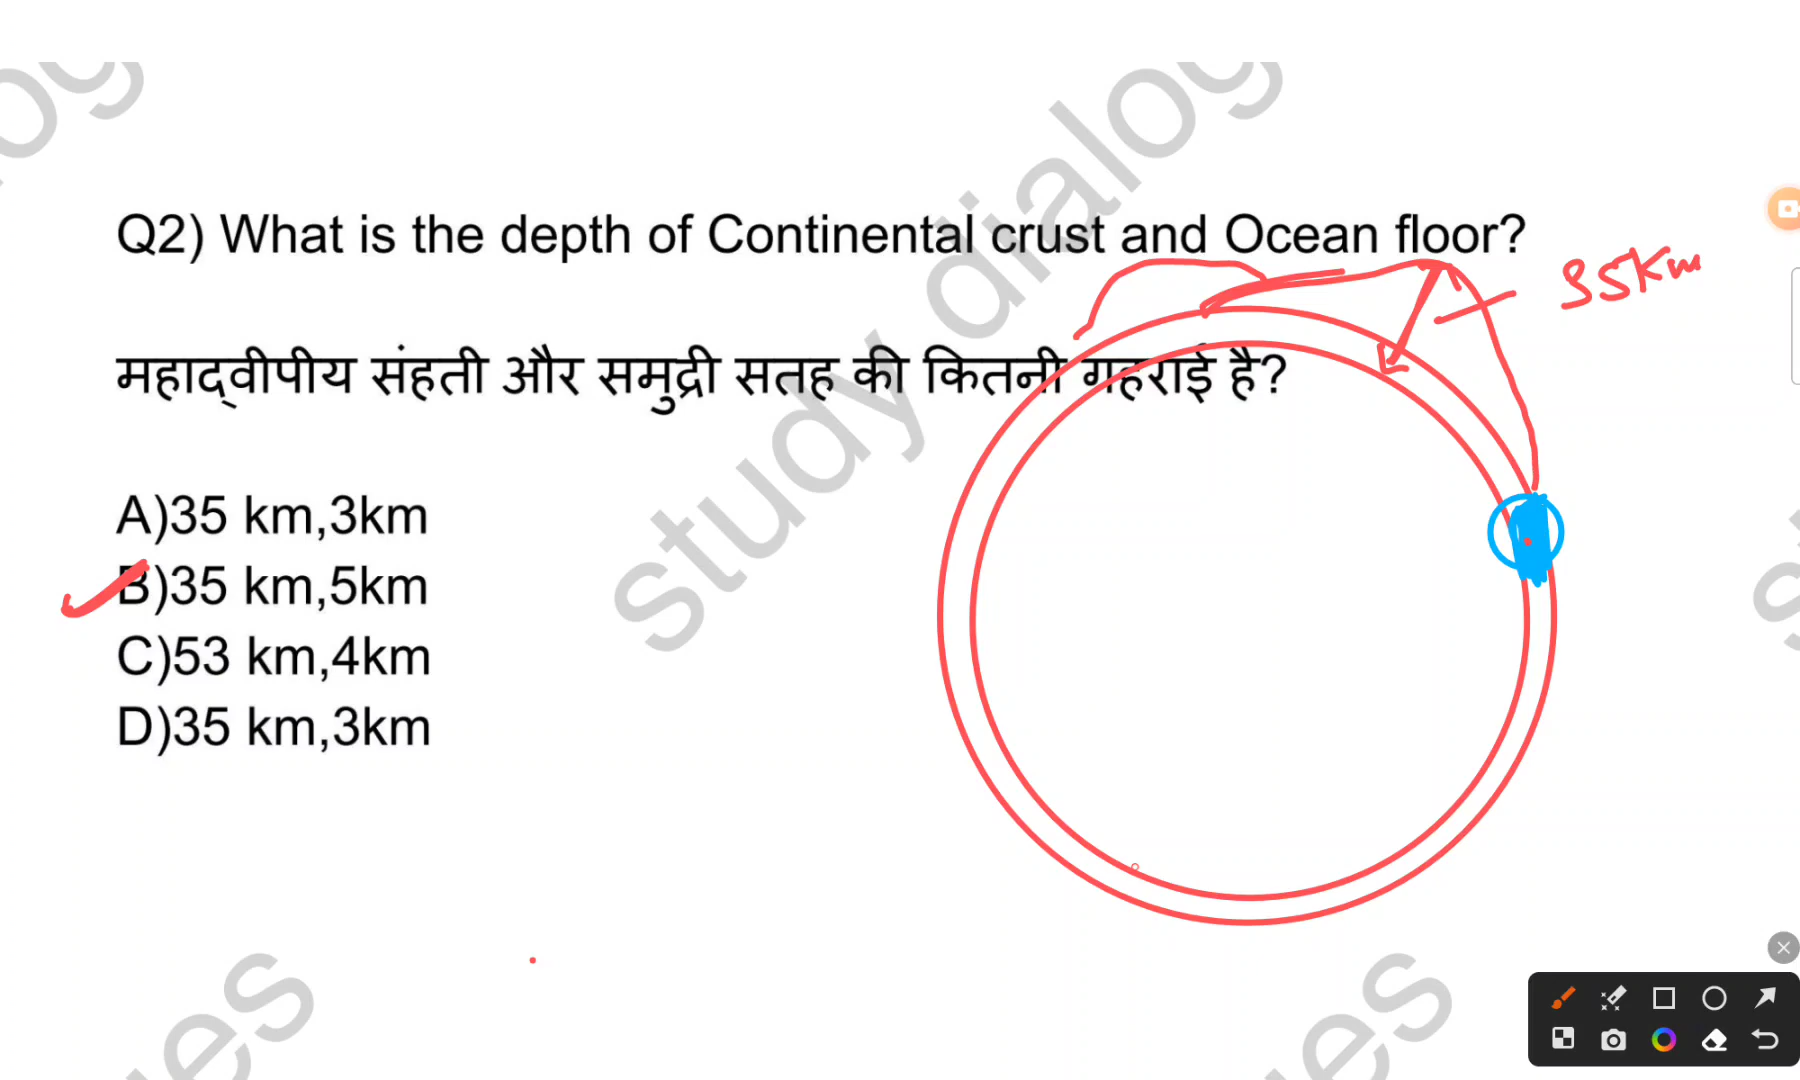 Q2) What is the depth of Continental crust and Ocean floor?
35Km
महाद्वीपीय संहती और समुद्री सतह की कितनी गहराई है?
A)35 km,3km
B)35 km,5km
C)53 km,4km
D)35 km,3km
study dialog